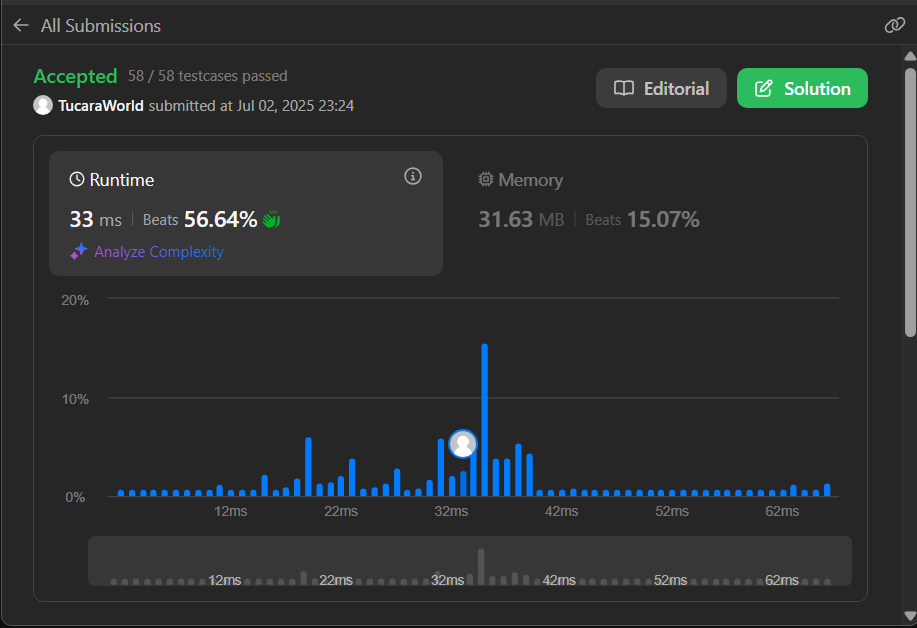 All Submissions
Accepted 58 / 58 testcases passed
TucaraWorld submitted at Jul 02, 2025 23:24
Editorial
Solution
Runtime
33 ms | Beats 56.64%
Analyze Complexity
Memory
31.63 MB | Beats 15.07%
20%
10%
0%
12ms 22ms 32ms 42ms 52ms 62ms
12ms 22ms 32ms 42ms 52ms 62ms